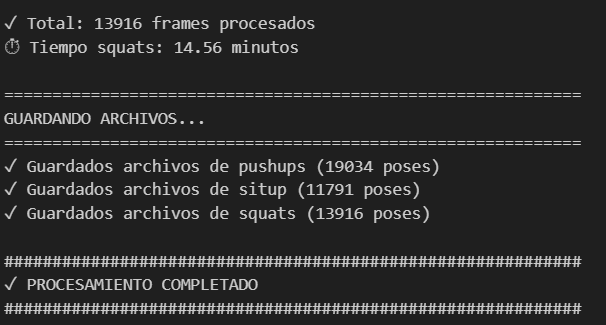 ✓ Total: 13916 frames procesados
⏱ Tiempo squats: 14.56 minutos
============================================================
GUARDANDO ARCHIVOS...
============================================================
✓ Guardados archivos de pushups (19034 poses)
✓ Guardados archivos de situp (11791 poses)
✓ Guardados archivos de squats (13916 poses)
############################################################
✓ PROCESAMIENTO COMPLETADO
############################################################